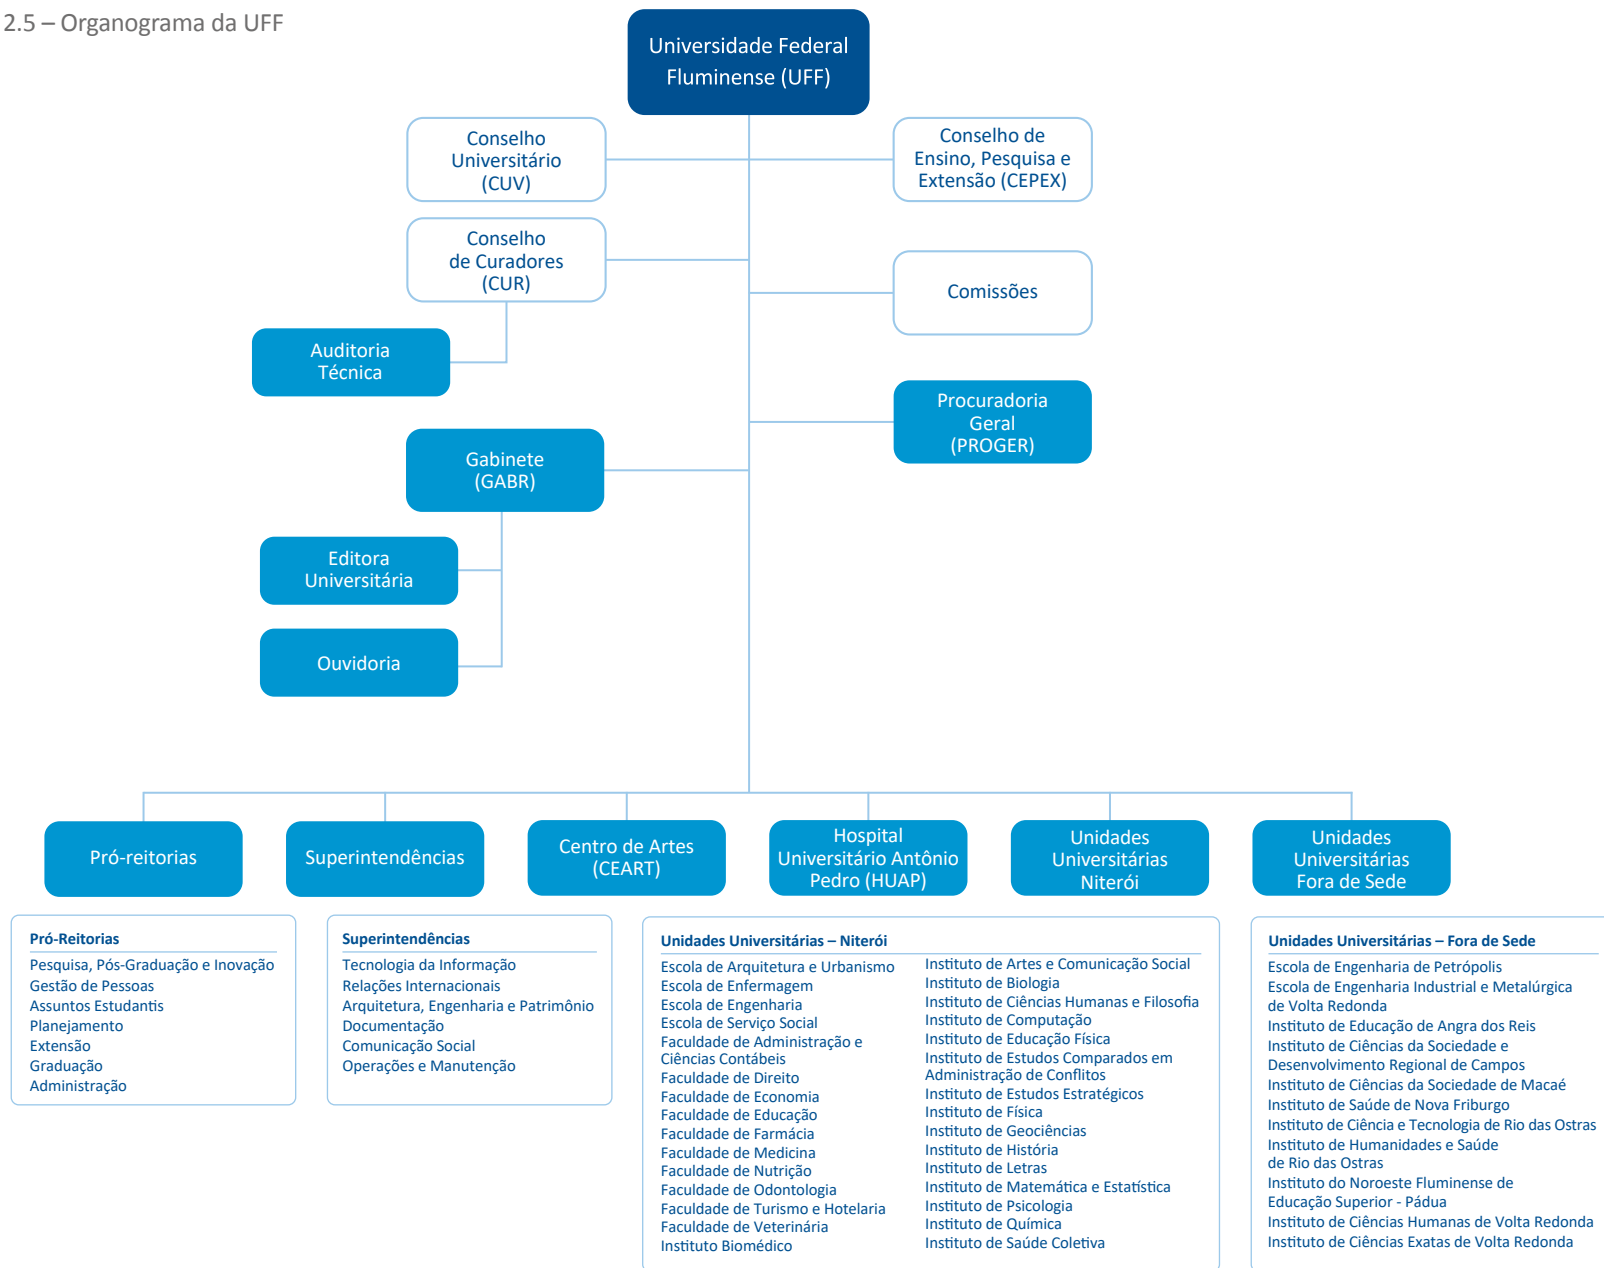 2.5 – Organograma da UFF
Universidade Federal
Fluminense (UFF)
Conselho
Universitário
(CUV)
Conselho de
Ensino, Pesquisa e
Extensão (CEPEX)
Conselho
de Curadores
(CUR)
Comissões
Auditoria
Técnica
Procuradoria
Geral
(PROGER)
Gabinete
(GABR)
Editora
Universitária
Ouvidoria
Pró-reitorias
Superintendências
Centro de Artes
(CEART)
Hospital
Universitário Antônio
Pedro (HUAP)
Unidades
Universitárias
Niterói
Unidades
Universitárias
Fora de Sede
Pró-Reitorias
Pesquisa, Pós-Graduação e Inovação
Gestão de Pessoas
Assuntos Estudantis
Planejamento
Extensão
Graduação
Administração
Superintendências
Tecnologia da Informação
Relações Internacionais
Arquitetura, Engenharia e Patrimônio
Documentação
Comunicação Social
Operações e Manutenção
Unidades Universitárias – Niterói
Escola de Arquitetura e Urbanismo
Escola de Enfermagem
Escola de Engenharia
Escola de Serviço Social
Faculdade de Administração e
Ciências Contábeis
Faculdade de Direito
Faculdade de Economia
Faculdade de Educação
Faculdade de Farmácia
Faculdade de Medicina
Faculdade de Nutrição
Faculdade de Odontologia
Faculdade de Turismo e Hotelaria
Faculdade de Veterinária
Instituto Biomédico
Instituto de Artes e Comunicação Social
Instituto de Biologia
Instituto de Ciências Humanas e Filosofia
Instituto de Computação
Instituto de Educação Física
Instituto de Estudos Comparados em
Administração de Conflitos
Instituto de Estudos Estratégicos
Instituto de Física
Instituto de Geociências
Instituto de História
Instituto de Letras
Instituto de Matemática e Estatística
Instituto de Psicologia
Instituto de Química
Instituto de Saúde Coletiva
Unidades Universitárias – Fora de Sede
Escola de Engenharia de Petrópolis
Escola de Engenharia Industrial e Metalúrgica
de Volta Redonda
Instituto de Educação de Angra dos Reis
Instituto de Ciências da Sociedade e
Desenvolvimento Regional de Campos
Instituto de Ciências da Sociedade de Macaé
Instituto de Saúde de Nova Friburgo
Instituto de Ciência e Tecnologia de Rio das Ostras
Instituto de Humanidades e Saúde
de Rio das Ostras
Instituto do Noroeste Fluminense de
Educação Superior - Pádua
Instituto de Ciências Humanas de Volta Redonda
Instituto de Ciências Exatas de Volta Redonda